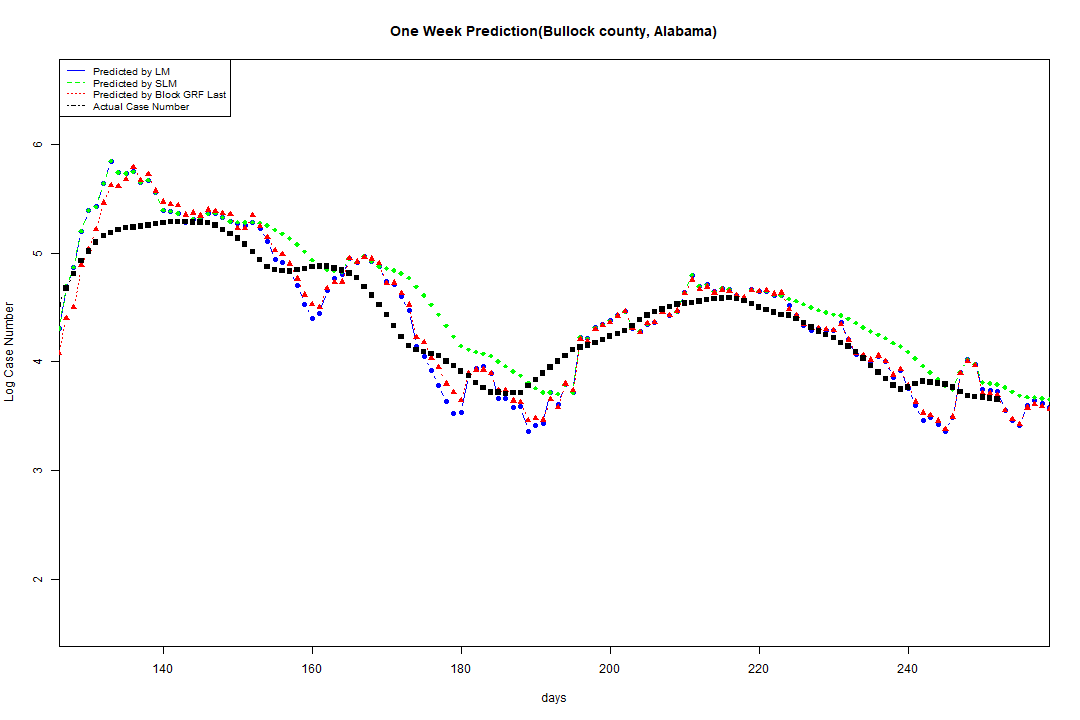 One Week Prediction(Bullock county, Alabama)
Predicted by LM
Predicted by SLM
Predicted by Block GRF Last
Actual Case Number
Log Case Number
6
5
4
3
2
140 160 180 200 220 240
days